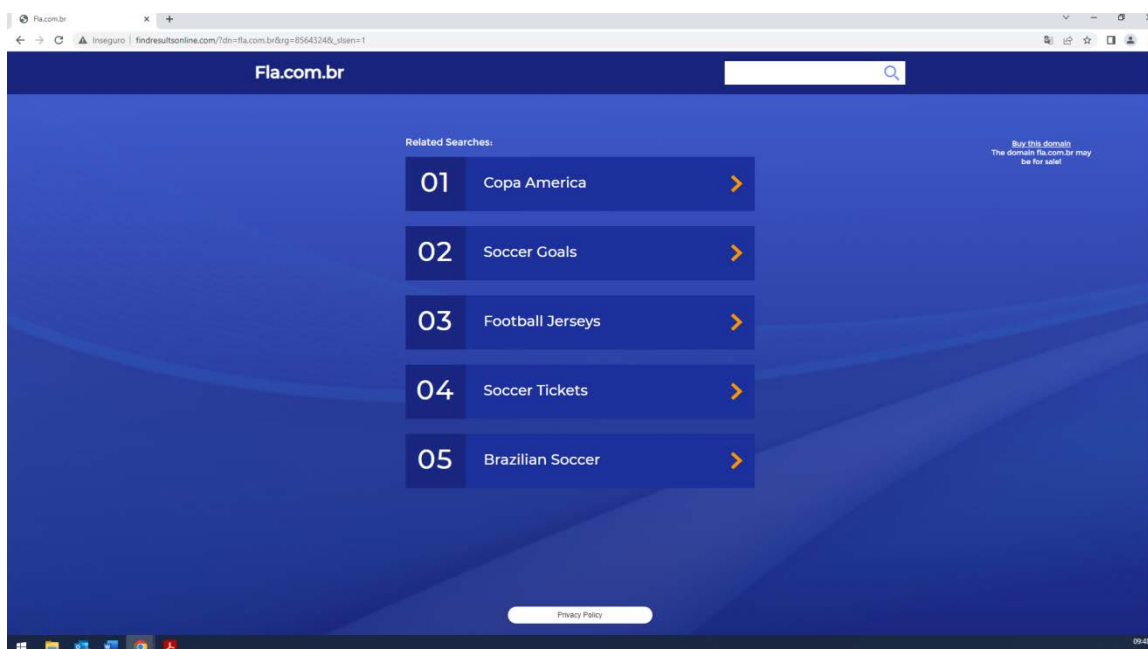 Fla.com.br
Inseguro
findresultsonline.com/?dn=fla.com.br&rg=8564324&_slsen=1
Fla.com.br
Related Searches:
Buy this domain
The domain fla.com.br may
be for sale!
01 Copa America
02 Soccer Goals
03 Football Jerseys
04 Soccer Tickets
05 Brazilian Soccer
Privacy Policy